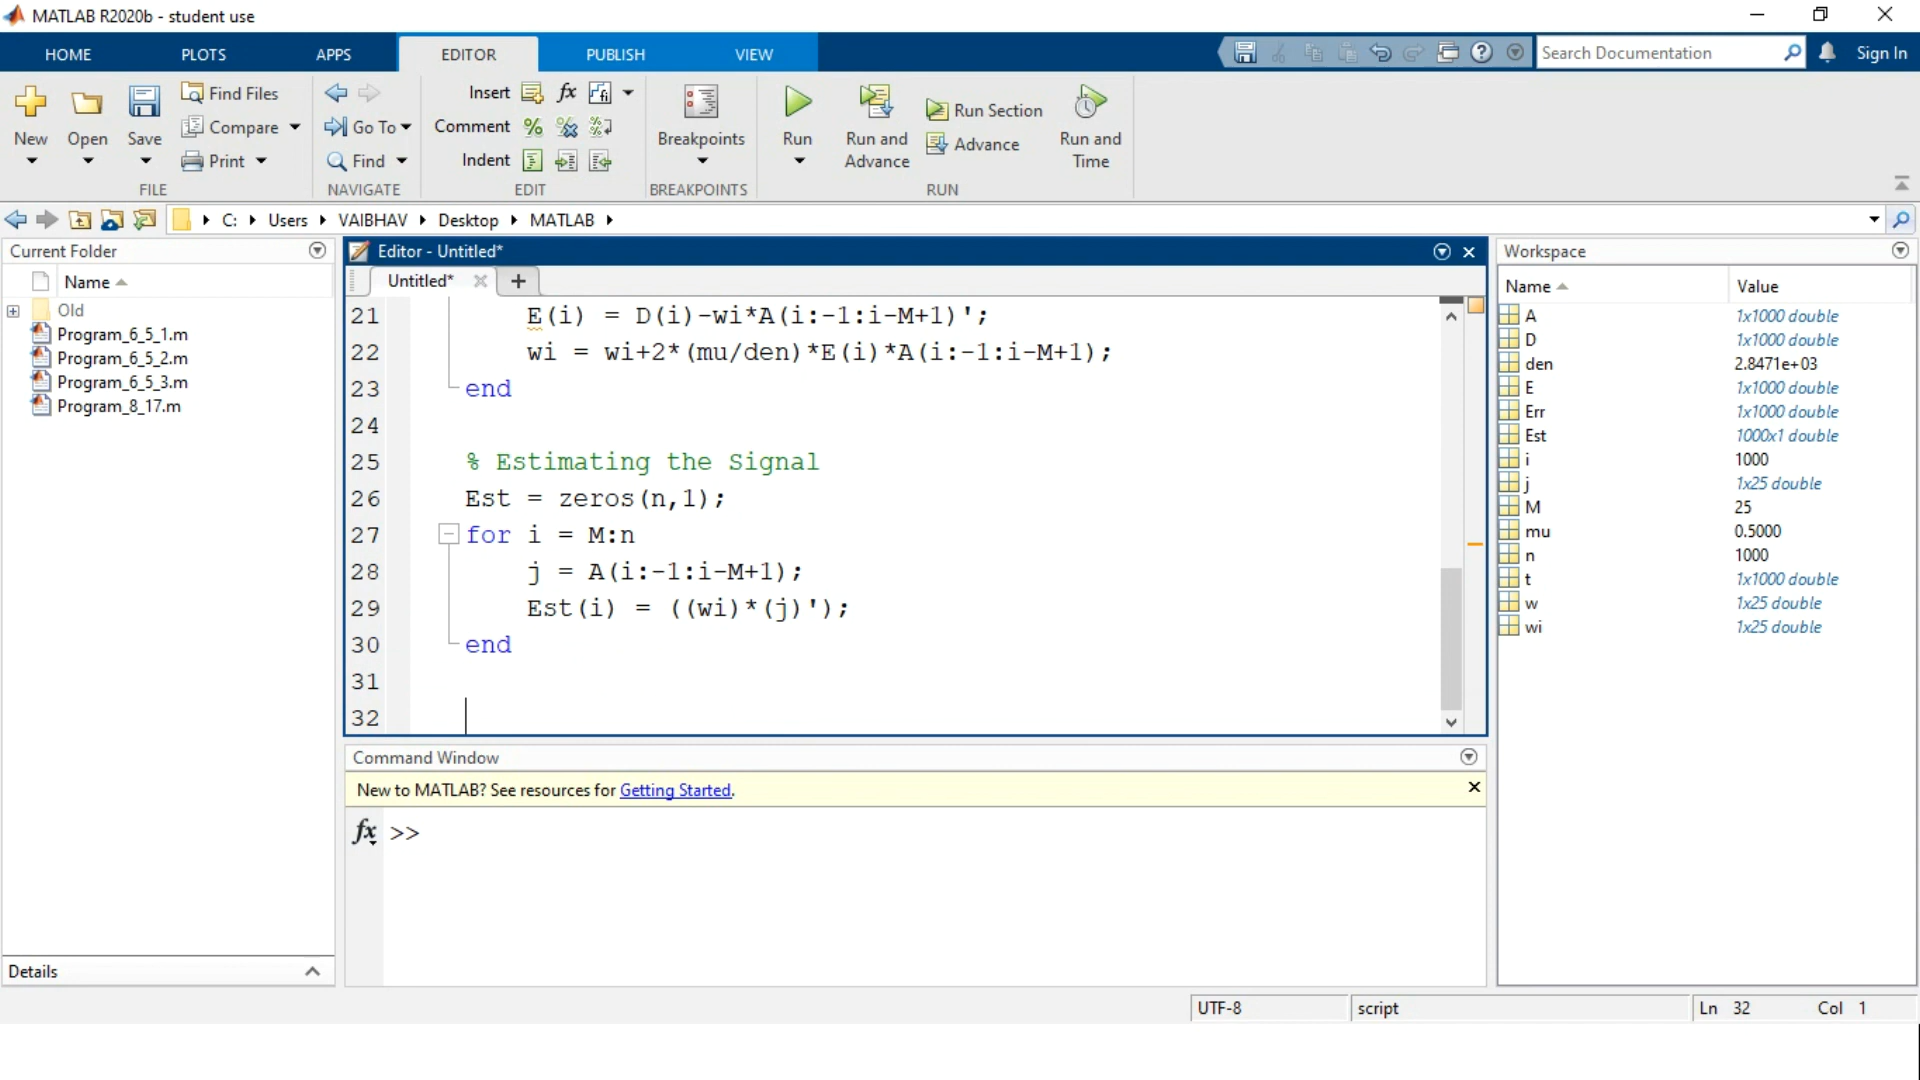 MATLAB R2020b - student use
HOME PLOTS APPS EDITOR PUBLISH VIEW Search Documentation Sign In
New Open Save Find Files Compare Print
FILE
Go To Find
NAVIGATE
Insert fx
Comment
Indent
EDIT
Breakpoints
BREAKPOINTS
Run Run and Advance Run Section Advance Run and Time
RUN
C: Users VAIBHAV Desktop MATLAB
Current Folder
Name
Old
Program_6_5_1.m
Program_6_5_2.m
Program_6_5_3.m
Program_8_17.m
Details
Editor - Untitled*
Untitled* +
21 E(i) = D(i)-wi*A(i:-1:i-M+1)';
22 wi = wi+2*(mu/den)*E(i)*A(i:-1:i-M+1);
23 end
24
25 % Estimating the Signal
26 Est = zeros(n,1);
27 for i = M:n
28 j = A(i:-1:i-M+1);
29 Est(i) = ((wi)*(j)');
30 end
31
32
Command Window
New to MATLAB? See resources for Getting Started.
fx >>
Workspace
Name Value
A 1x1000 double
D 1x1000 double
den 2.8471e+03
E 1x1000 double
Err 1x1000 double
Est 1000x1 double
i 1000
j 1x25 double
M 25
mu 0.5000
n 1000
t 1x1000 double
w 1x25 double
wi 1x25 double
UTF-8 script Ln 32 Col 1